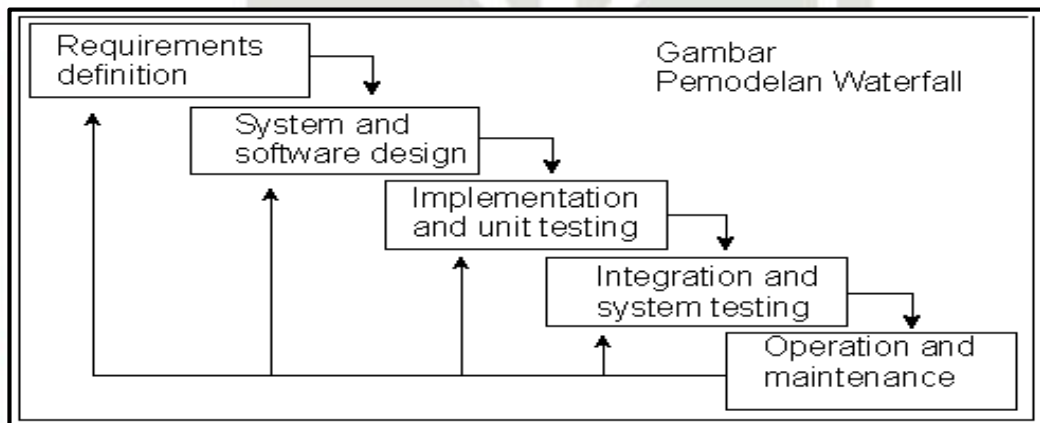 Requirements
definition
Gambar
Pemodelan Waterfall
System and
software design
Implementation
and unit testing
Integration and
system testing
Operation and
maintenance